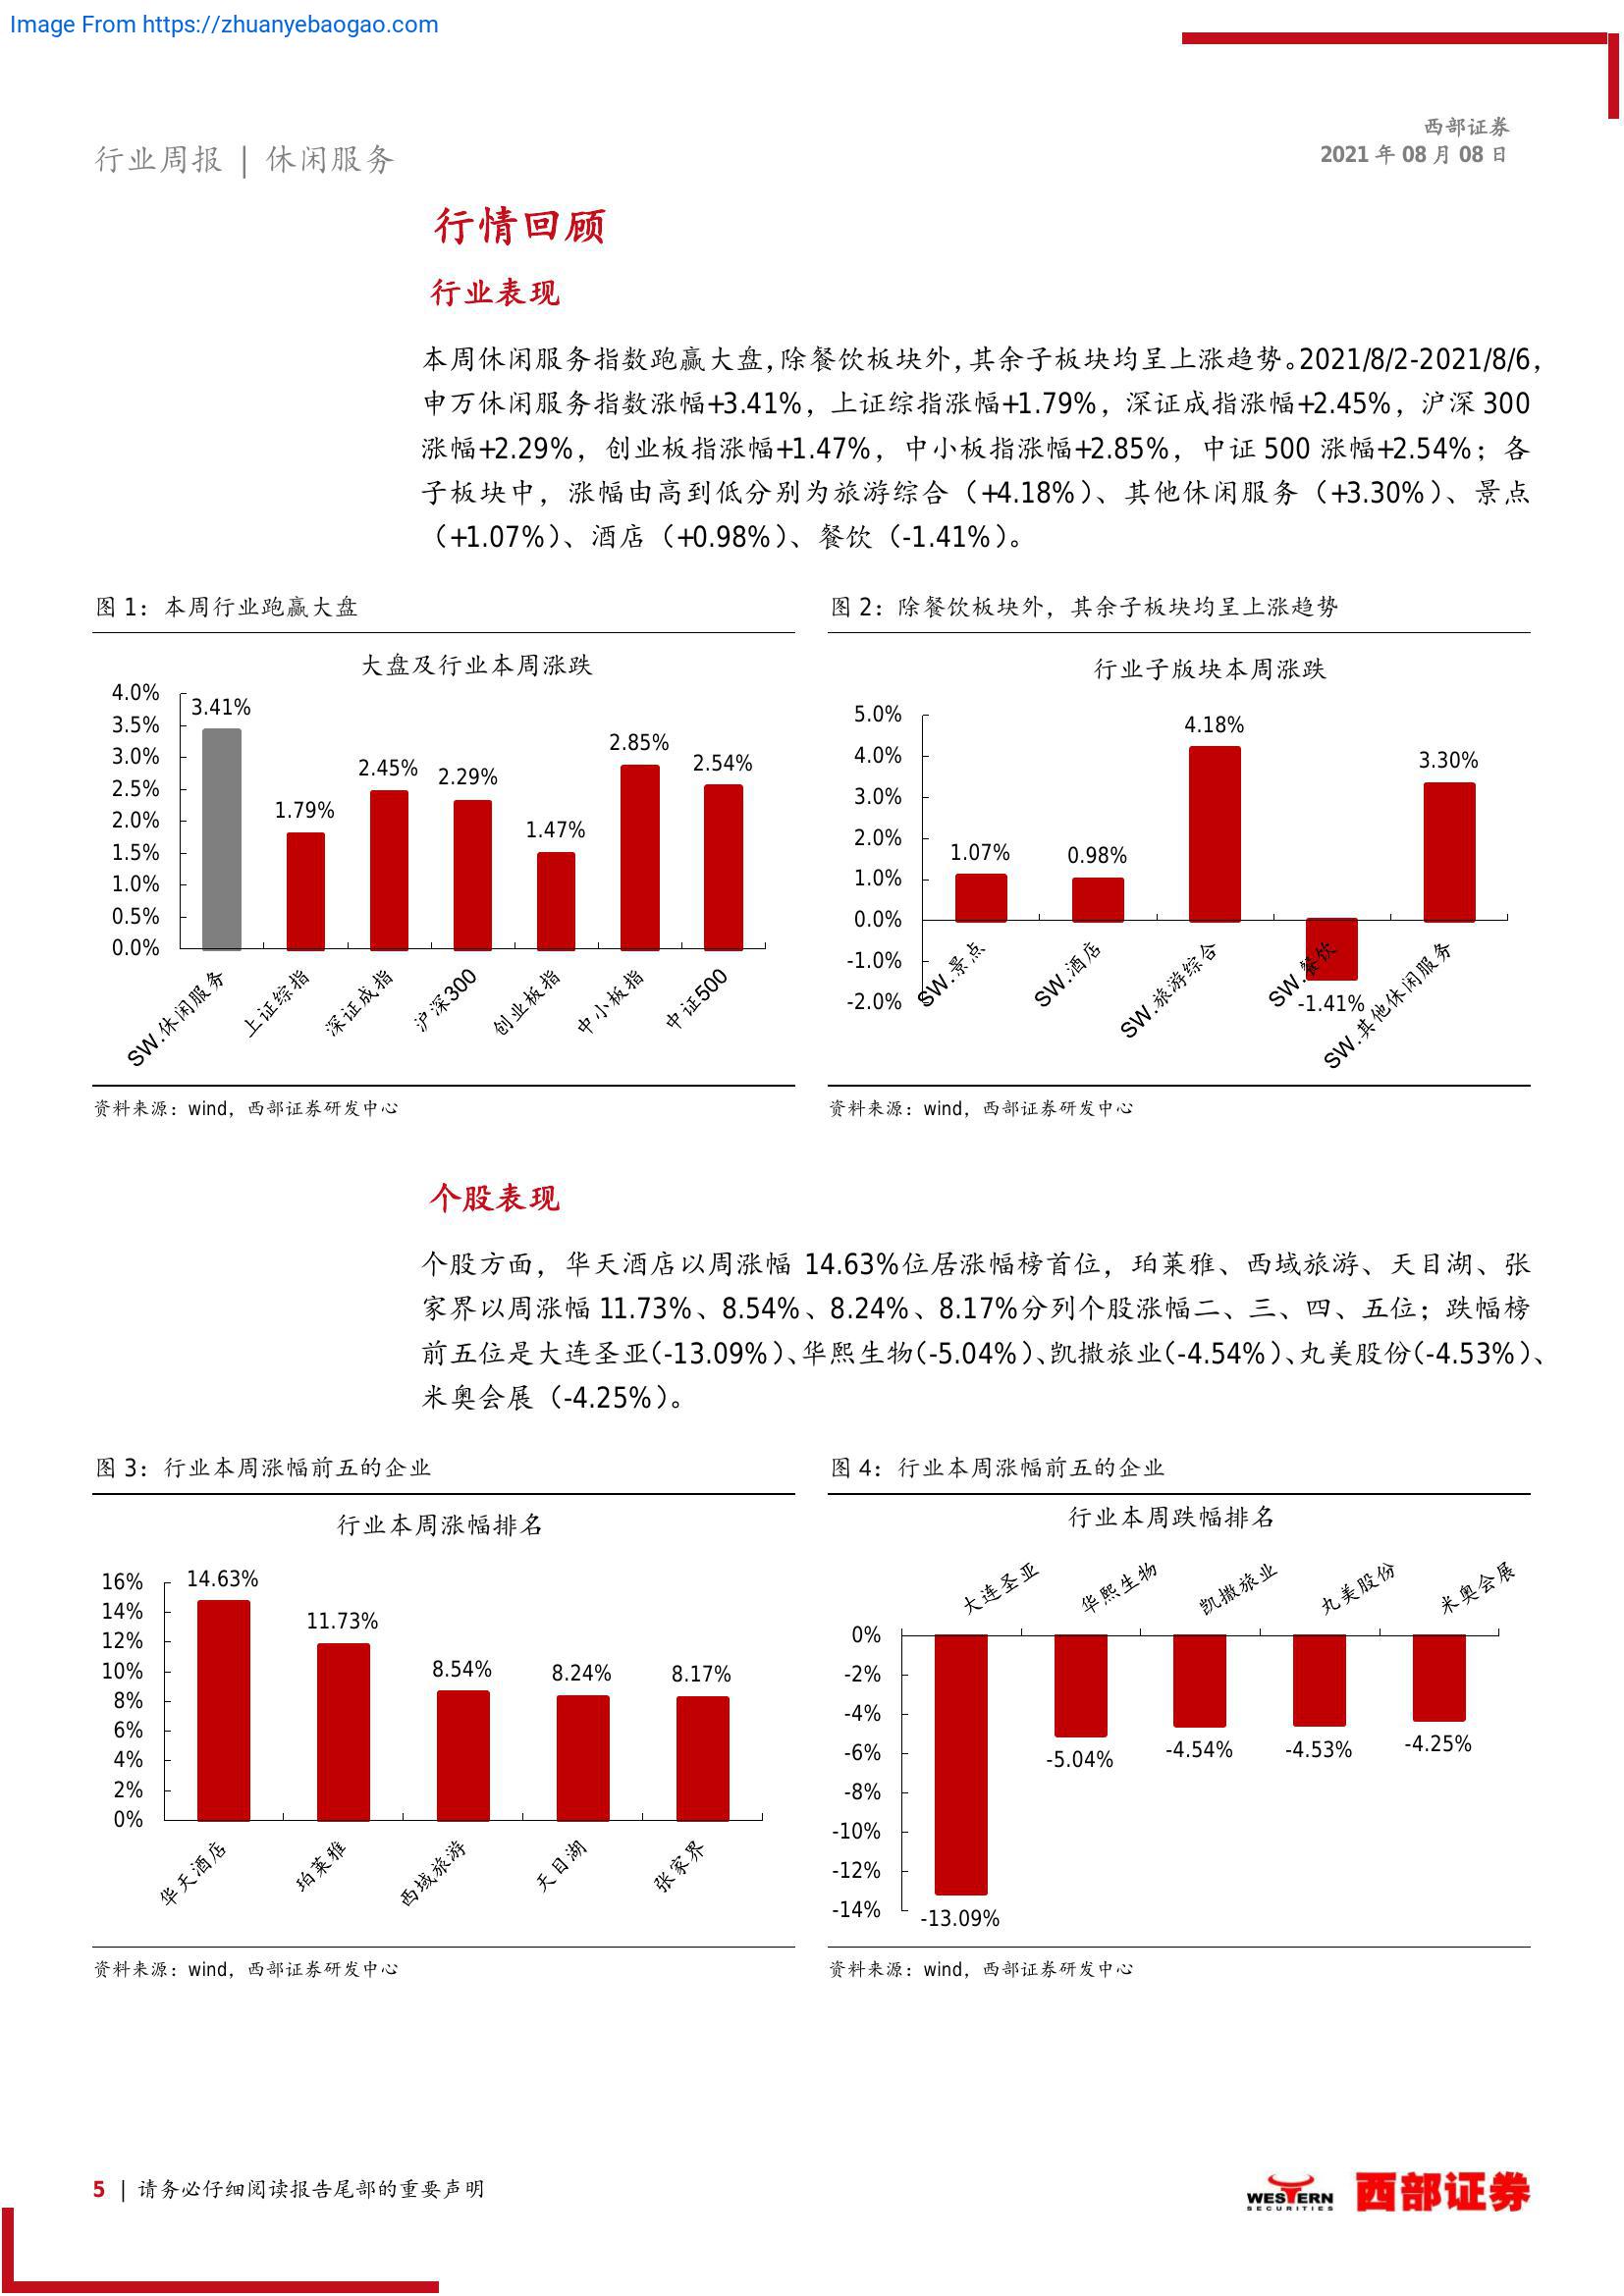 Image From https://zhuanyebaogao.com
行业周报 | 休闲服务
西部证券
2021 年 08 月 08 日
行情回顾
行业表现
本周休闲服务指数跑赢大盘,除餐饮板块外,其余子板块均呈上涨趋势。2021/8/2-2021/8/6,
申万休闲服务指数涨幅+3.41%，上证综指涨幅+1.79%，深证成指涨幅+2.45%，沪深 300
涨幅+2.29%，创业板指涨幅+1.47%，中小板指涨幅+2.85%，中证 500 涨幅+2.54%；各
子板块中，涨幅由高到低分别为旅游综合（+4.18%）、其他休闲服务（+3.30%）、景点
（+1.07%）、酒店（+0.98%）、餐饮（-1.41%）。
图 1：本周行业跑赢大盘
大盘及行业本周涨跌
4.0%
3.5%
3.0%
2.5%
2.0%
1.5%
1.0%
0.5%
0.0%
3.41%
1.79%
2.45%
2.29%
1.47%
2.85%
2.54%
SW.休闲服务
上证综指
深证成指
沪深300
创业板指
中小板指
中证500
资料来源：wind，西部证券研发中心
图 2：除餐饮板块外，其余子板块均呈上涨趋势
行业子版块本周涨跌
5.0%
4.0%
3.0%
2.0%
1.0%
0.0%
-1.0%
-2.0%
1.07%
0.98%
4.18%
-1.41%
3.30%
SW.景点
SW.酒店
SW.旅游综合
SW.餐饮
SW.其他休闲服务
资料来源：wind，西部证券研发中心
个股表现
个股方面，华天酒店以周涨幅 14.63%位居涨幅榜首位，珀莱雅、西域旅游、天目湖、张
家界以周涨幅 11.73%、8.54%、8.24%、8.17%分列个股涨幅二、三、四、五位；跌幅榜
前五位是大连圣亚(-13.09%)、华熙生物(-5.04%)、凯撒旅业(-4.54%)、丸美股份(-4.53%)、
米奥会展（-4.25%）。
图 3：行业本周涨幅前五的企业
行业本周涨幅排名
16%
14%
12%
10%
8%
6%
4%
2%
0%
14.63%
11.73%
8.54%
8.24%
8.17%
华天酒店
珀莱雅
西域旅游
天目湖
张家界
资料来源：wind，西部证券研发中心
图 4：行业本周涨幅前五的企业
行业本周跌幅排名
大连圣亚
华熙生物
凯撒旅业
丸美股份
米奥会展
0%
-2%
-4%
-6%
-8%
-10%
-12%
-14%
-13.09%
-5.04%
-4.54%
-4.53%
-4.25%
资料来源：wind，西部证券研发中心
5 | 请务必仔细阅读报告尾部的重要声明
WESTERN
SECURITIES
西部证券